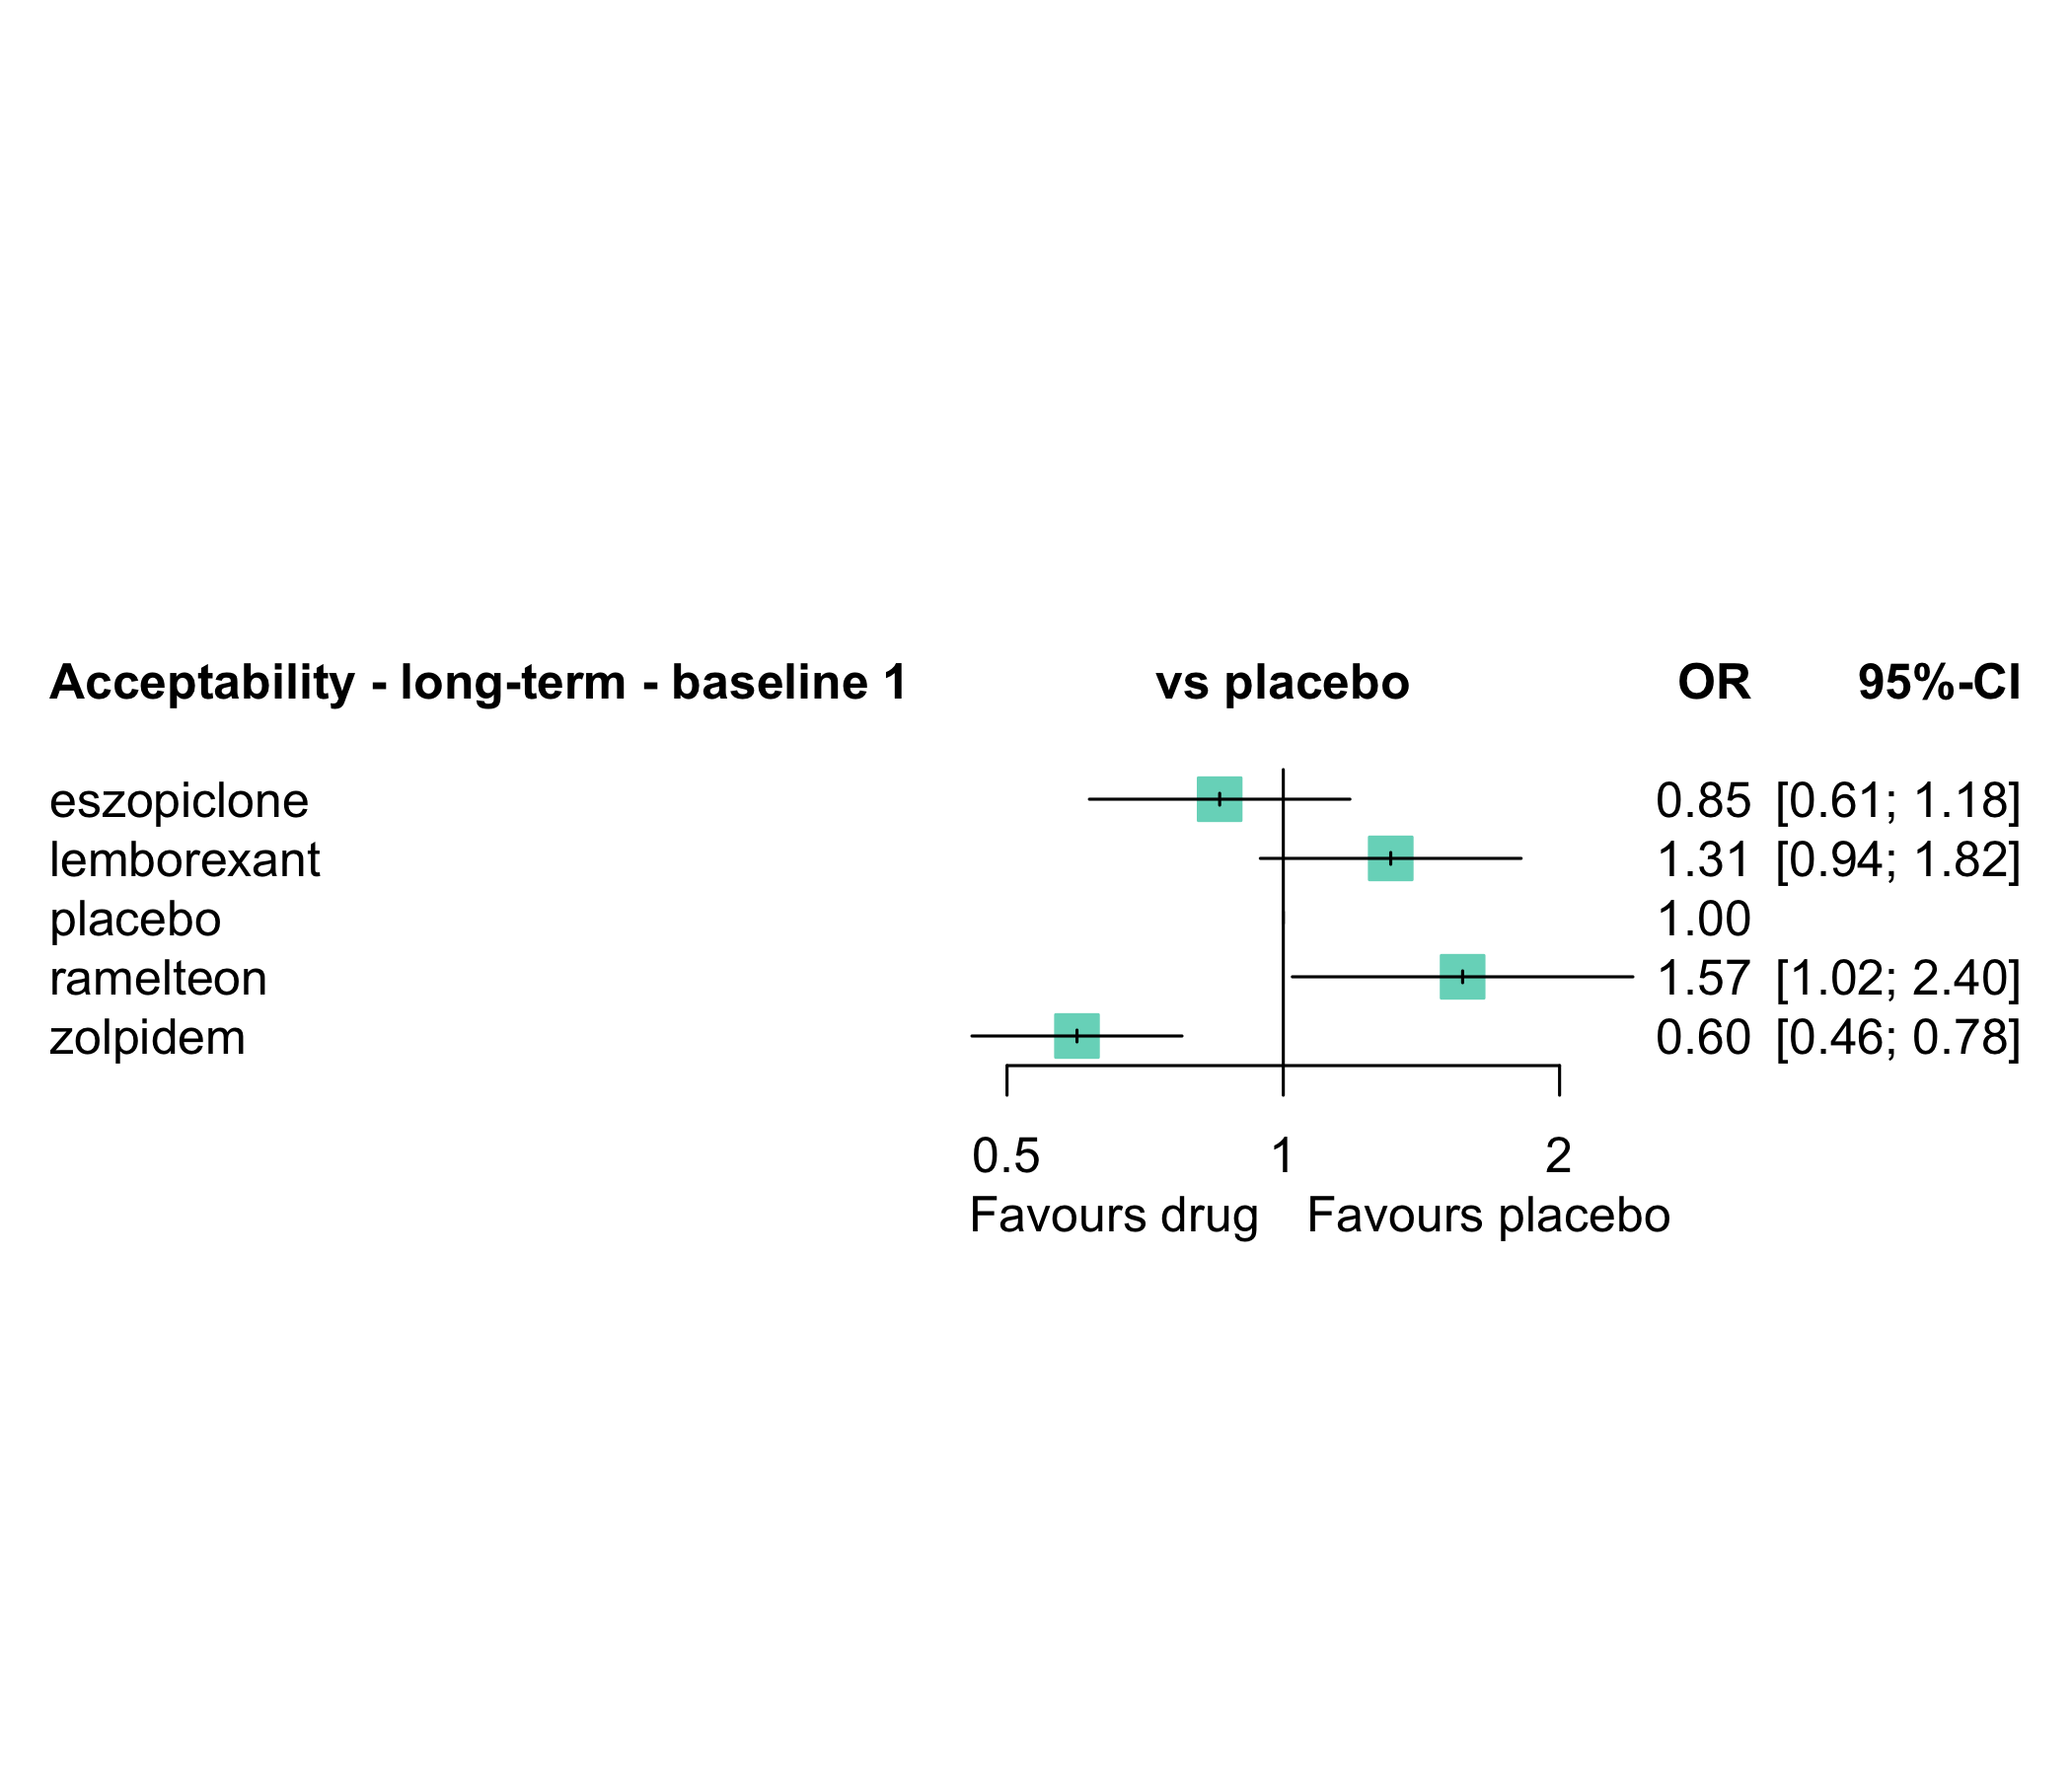 Acceptability - long-term - baseline 1 vs placebo OR 95%-CI
eszopiclone 0.85 [0.61; 1.18]
lemborexant 1.31 [0.94; 1.82]
placebo 1.00
ramelteon 1.57 [1.02; 2.40]
zolpidem 0.60 [0.46; 0.78]
0.5 1 2
Favours drug Favours placebo